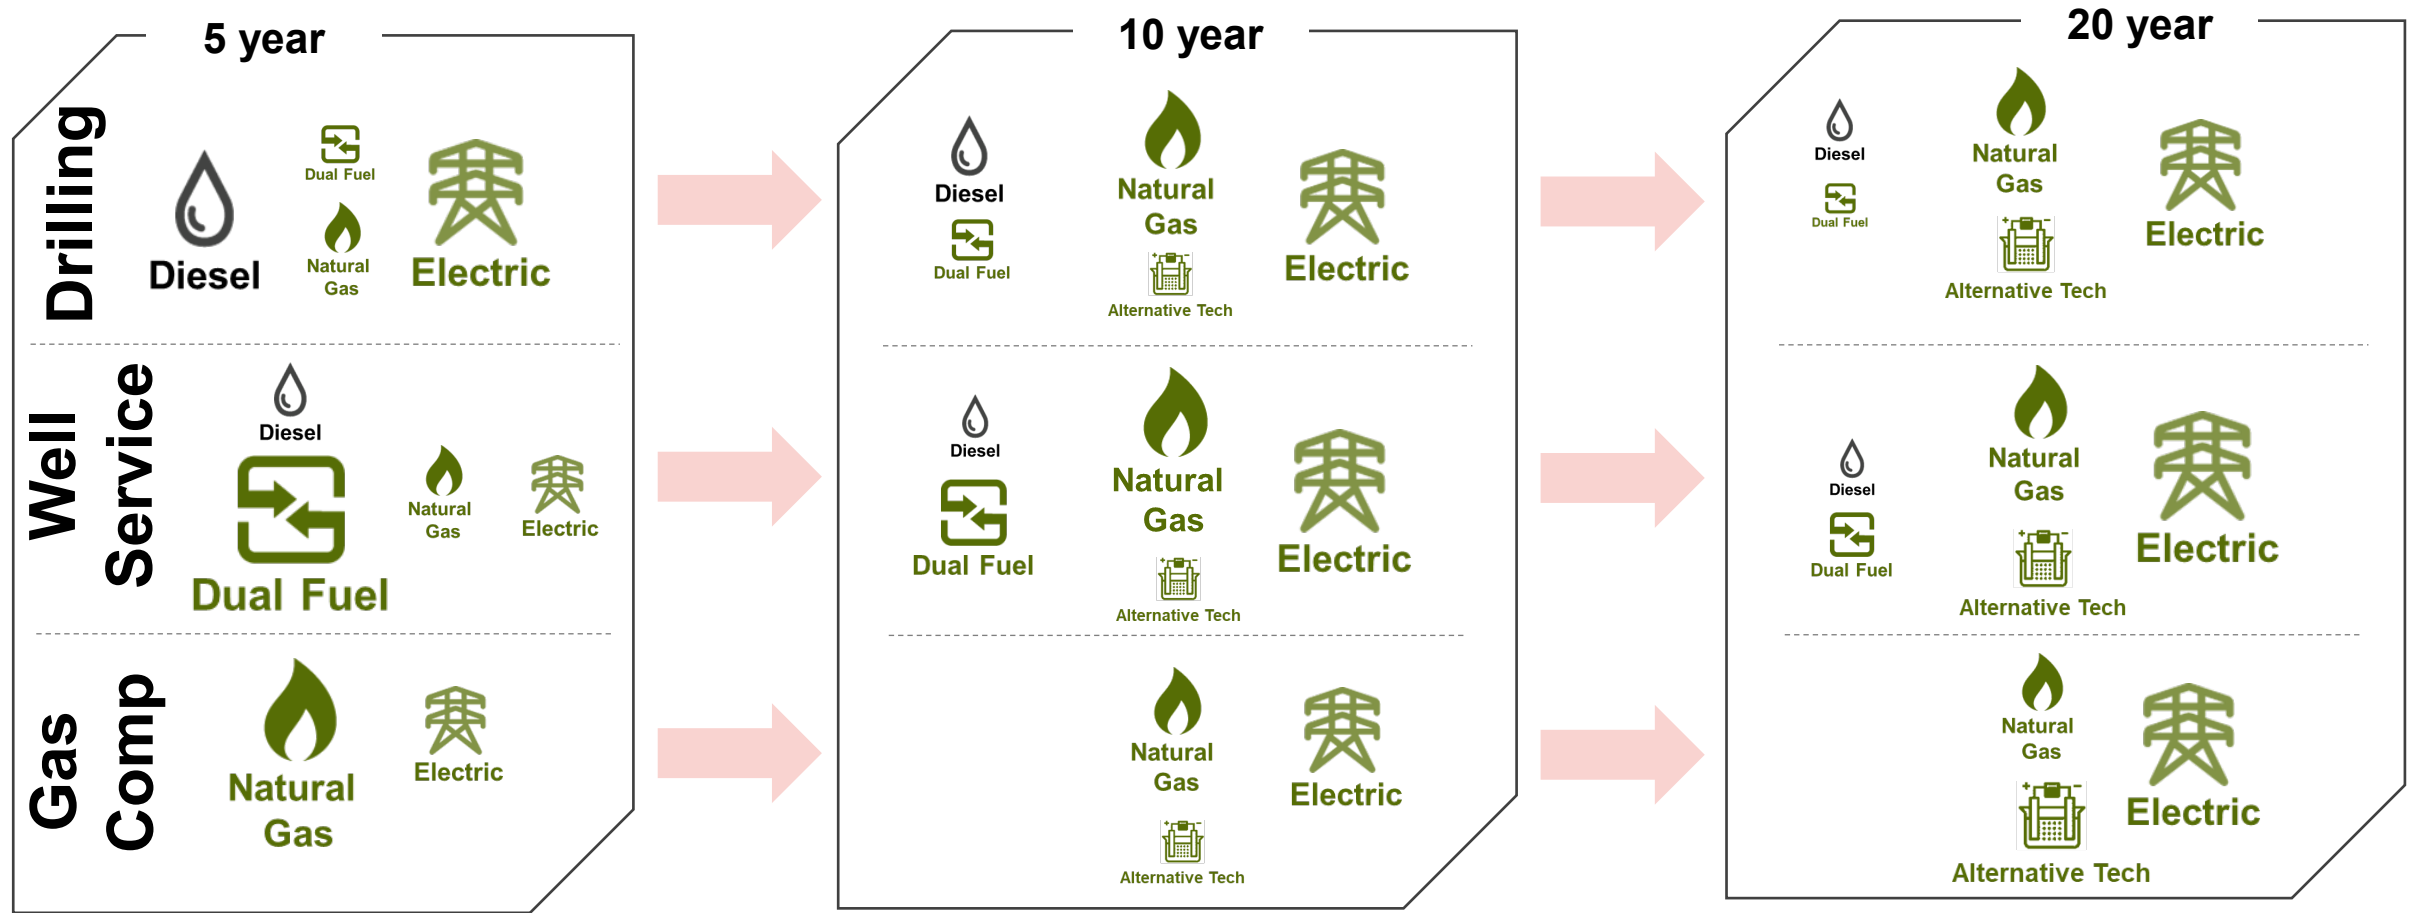 5 year
10 year
20 year
Drilling
Diesel
Dual Fuel
Natural
Gas
Electric
Diesel
Dual Fuel
Natural
Gas
Alternative Tech
Electric
Diesel
Dual Fuel
Natural
Gas
Alternative Tech
Electric
Well
Service
Diesel
Dual Fuel
Natural
Gas
Electric
Diesel
Dual Fuel
Natural
Gas
Alternative Tech
Electric
Diesel
Dual Fuel
Natural
Gas
Alternative Tech
Electric
Gas
Comp
Natural
Gas
Electric
Natural
Gas
Alternative Tech
Electric
Natural
Gas
Alternative Tech
Electric